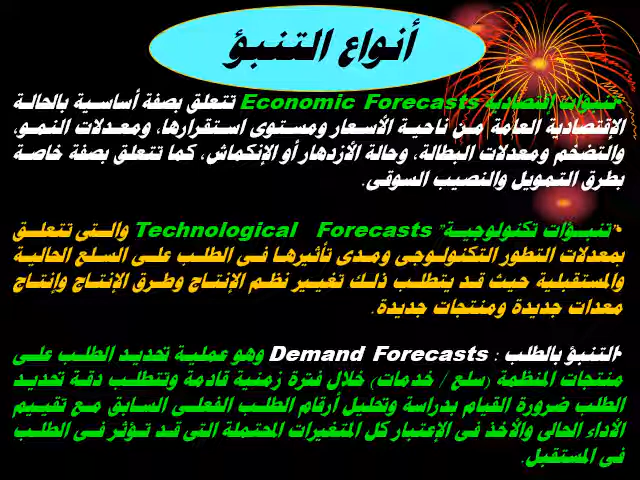 أنواع التنبؤ
•تنبؤات اقتصادية Economic Forecasts تتعلق بصفة أساسية بالحالة
الإقتصادية العامة من ناحية الأسعار ومستوى استقرارها، ومعدلات النمو،
والتضخم ومعدلات البطالة، وحالة الأزدهار أو الإنكماش، كما تتعلق بصفة خاصة
بطرق التمويل والنصيب السوقى.
•"تنبؤات تكنولوجية" Technological Forecasts والتى تتعلق
بمعدلات التطور التكنولوجى ومدى تأثيرها فى الطلب على السلع الحالية
والمستقبلية حيث قد يتطلب ذلك تغيير نظم الإنتاج وطرق الإنتاج وإنتاج
معدات جديدة ومنتجات جديدة.
•التنبؤ بالطلب : Demand Forecasts وهو عملية تحديد الطلب على
منتجات المنظمة (سلع / خدمات) خلال فترة زمنية قادمة وتتطلب دقة تحديد
الطلب ضرورة القيام بدراسة وتحليل أرقام الطلب الفعلى السابق مع تقييم
الأداء الحالى والأخذ فى الإعتبار كل المتغيرات المحتملة التى قد تؤثر فى الطلب
فى المستقبل.